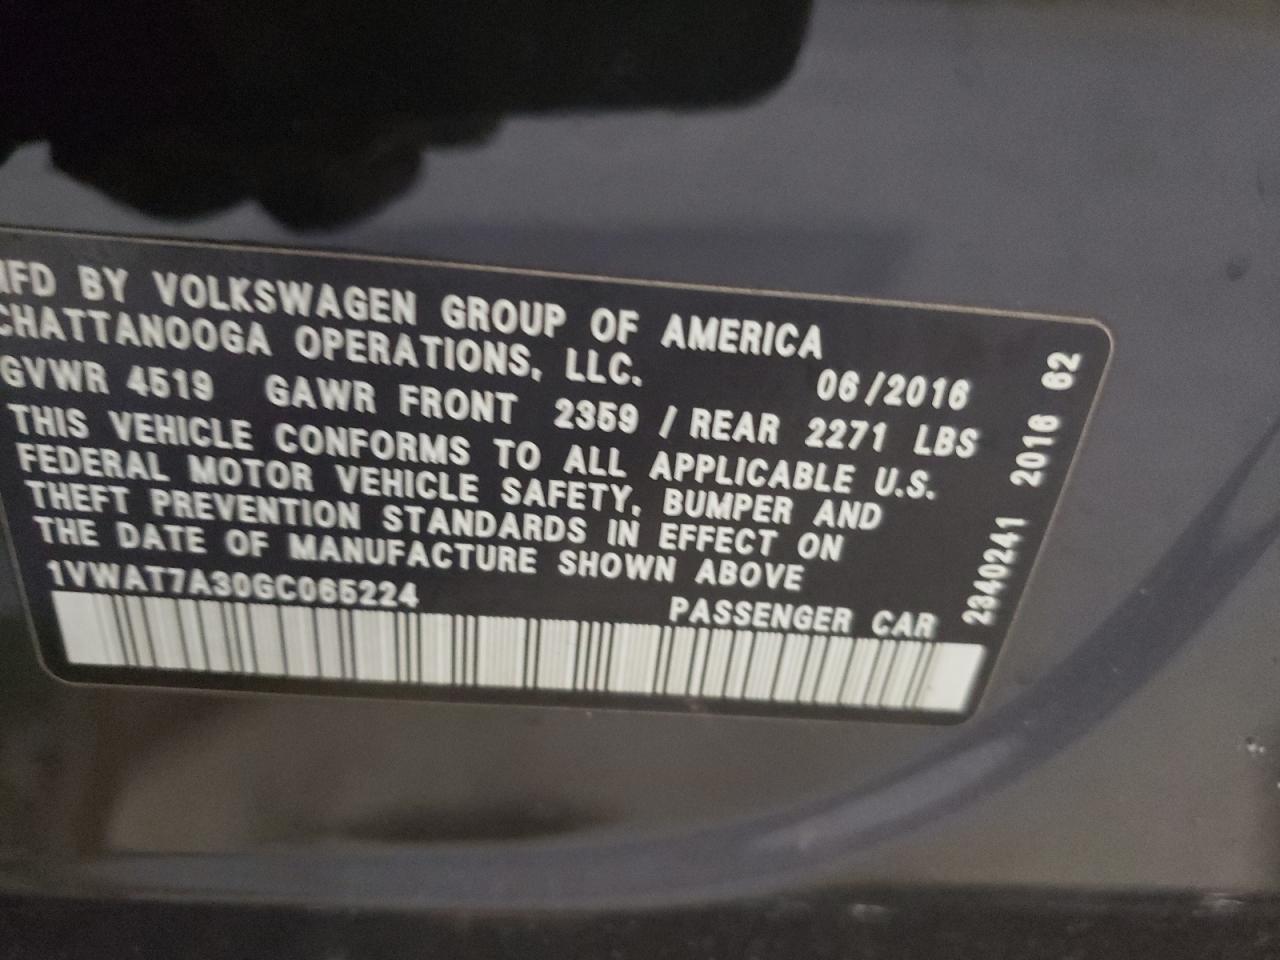 MFD BY VOLKSWAGEN GROUP OF AMERICA
CHATTANOOGA OPERATIONS, LLC.
06/2016
GVWR 4519 GAWR FRONT 2359 / REAR 2271 LBS
THIS VEHICLE CONFORMS TO ALL APPLICABLE U.S.
FEDERAL MOTOR VEHICLE SAFETY, BUMPER AND
THEFT PREVENTION STANDARDS IN EFFECT ON
THE DATE OF MANUFACTURE SHOWN ABOVE
1VWAT7A30GC065224
PASSENGER CAR
2340241 2016 62